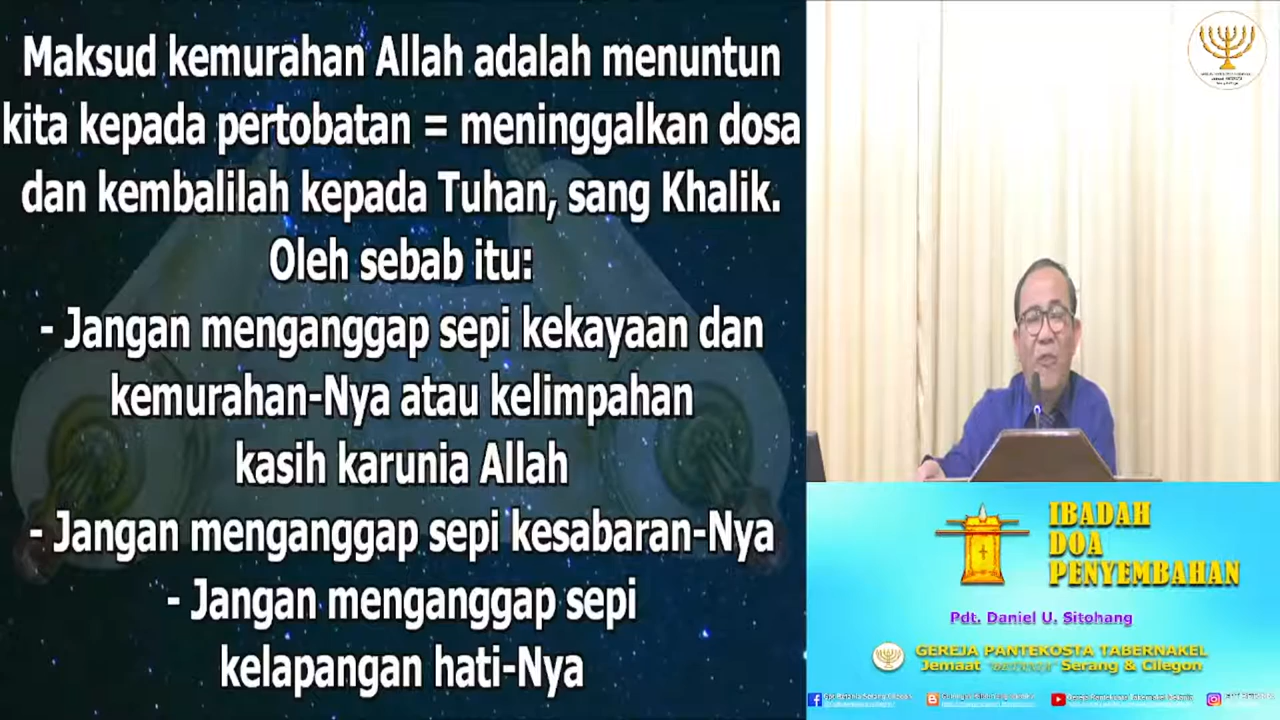 Maksud kemurahan Allah adalah menuntun
kita kepada pertobatan = meninggalkan dosa
dan kembalilah kepada Tuhan, sang Khalik.
Oleh sebab itu:
- Jangan menganggap sepi kekayaan dan
kemurahan-Nya atau kelimpahan
kasih karunia Allah
- Jangan menganggap sepi kesabaran-Nya
- Jangan menganggap sepi
kelapangan hati-Nya
IBADAH
DOA
PENYEMBAHAN
Pdt. Daniel U. Sitohang
GEREJA PANTEKOSTA TABERNAKEL
Jemaat Serang & Cilegon